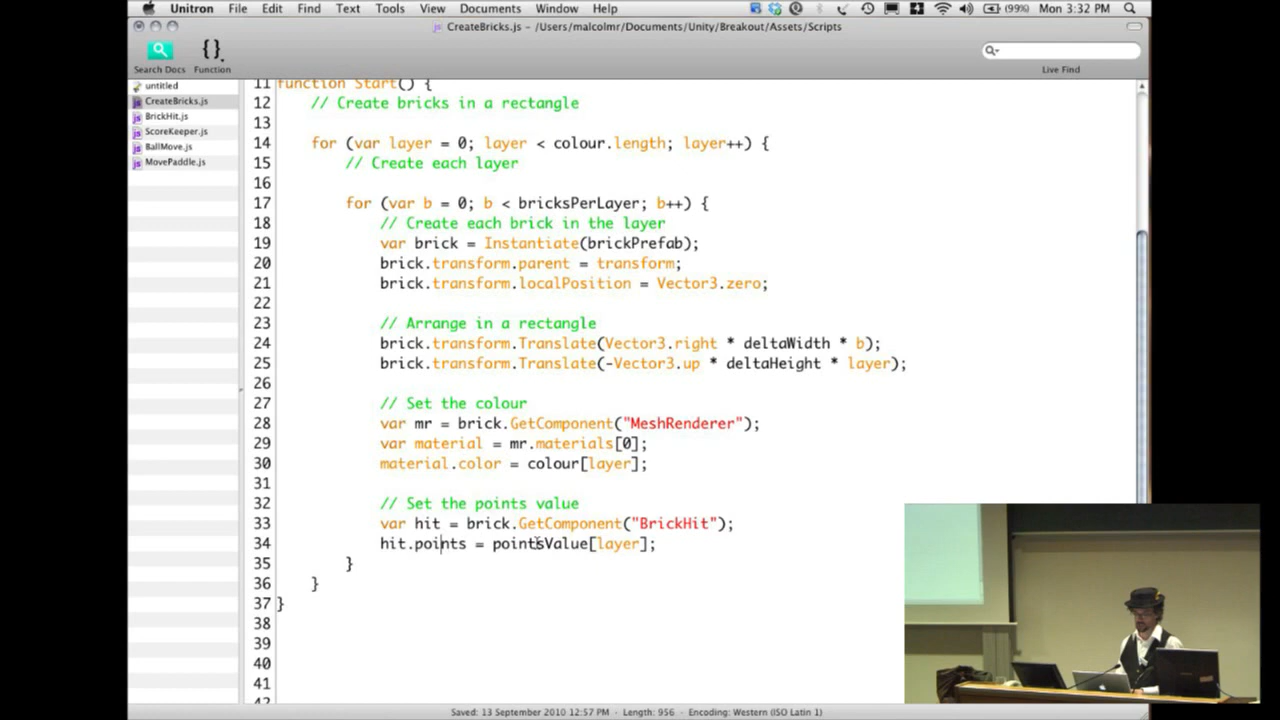 Unitron File Edit Find Text Tools View Documents Window Help (99%) Mon 3:32 PM
CreateBricks.js – /Users/malcolmr/Documents/Unity/Breakout/Assets/Scripts
{}
Search Docs Function Live Find
untitled
CreateBricks.js
BrickHit.js
ScoreKeeper.js
BallMove.js
MovePaddle.js
11 function Start() {
12 // Create bricks in a rectangle
13
14 for (var layer = 0; layer < colour.length; layer++) {
15 // Create each layer
16
17 for (var b = 0; b < bricksPerLayer; b++) {
18 // Create each brick in the layer
19 var brick = Instantiate(brickPrefab);
20 brick.transform.parent = transform;
21 brick.transform.localPosition = Vector3.zero;
22
23 // Arrange in a rectangle
24 brick.transform.Translate(Vector3.right * deltaWidth * b);
25 brick.transform.Translate(-Vector3.up * deltaHeight * layer);
26
27 // Set the colour
28 var mr = brick.GetComponent("MeshRenderer");
29 var material = mr.materials[0];
30 material.color = colour[layer];
31
32 // Set the points value
33 var hit = brick.GetComponent("BrickHit");
34 hit.points = pointsValue[layer];
35 }
36 }
37 }
38
39
40
41
42
Saved: 13 September 2010 12:57 PM · Length: 956 · Encoding: Western (ISO Latin 1)